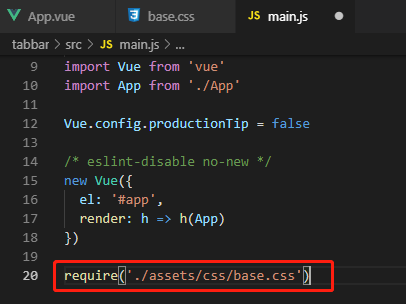 App.vue base.css JS main.js
tabbar > src > JS main.js > ...
9 import Vue from 'vue'
10 import App from './App'
11
12 Vue.config.productionTip = false
13
14 /* eslint-disable no-new */
15 new Vue({
16 el: '#app',
17 render: h => h(App)
18 })
19
20 require('./assets/css/base.css')